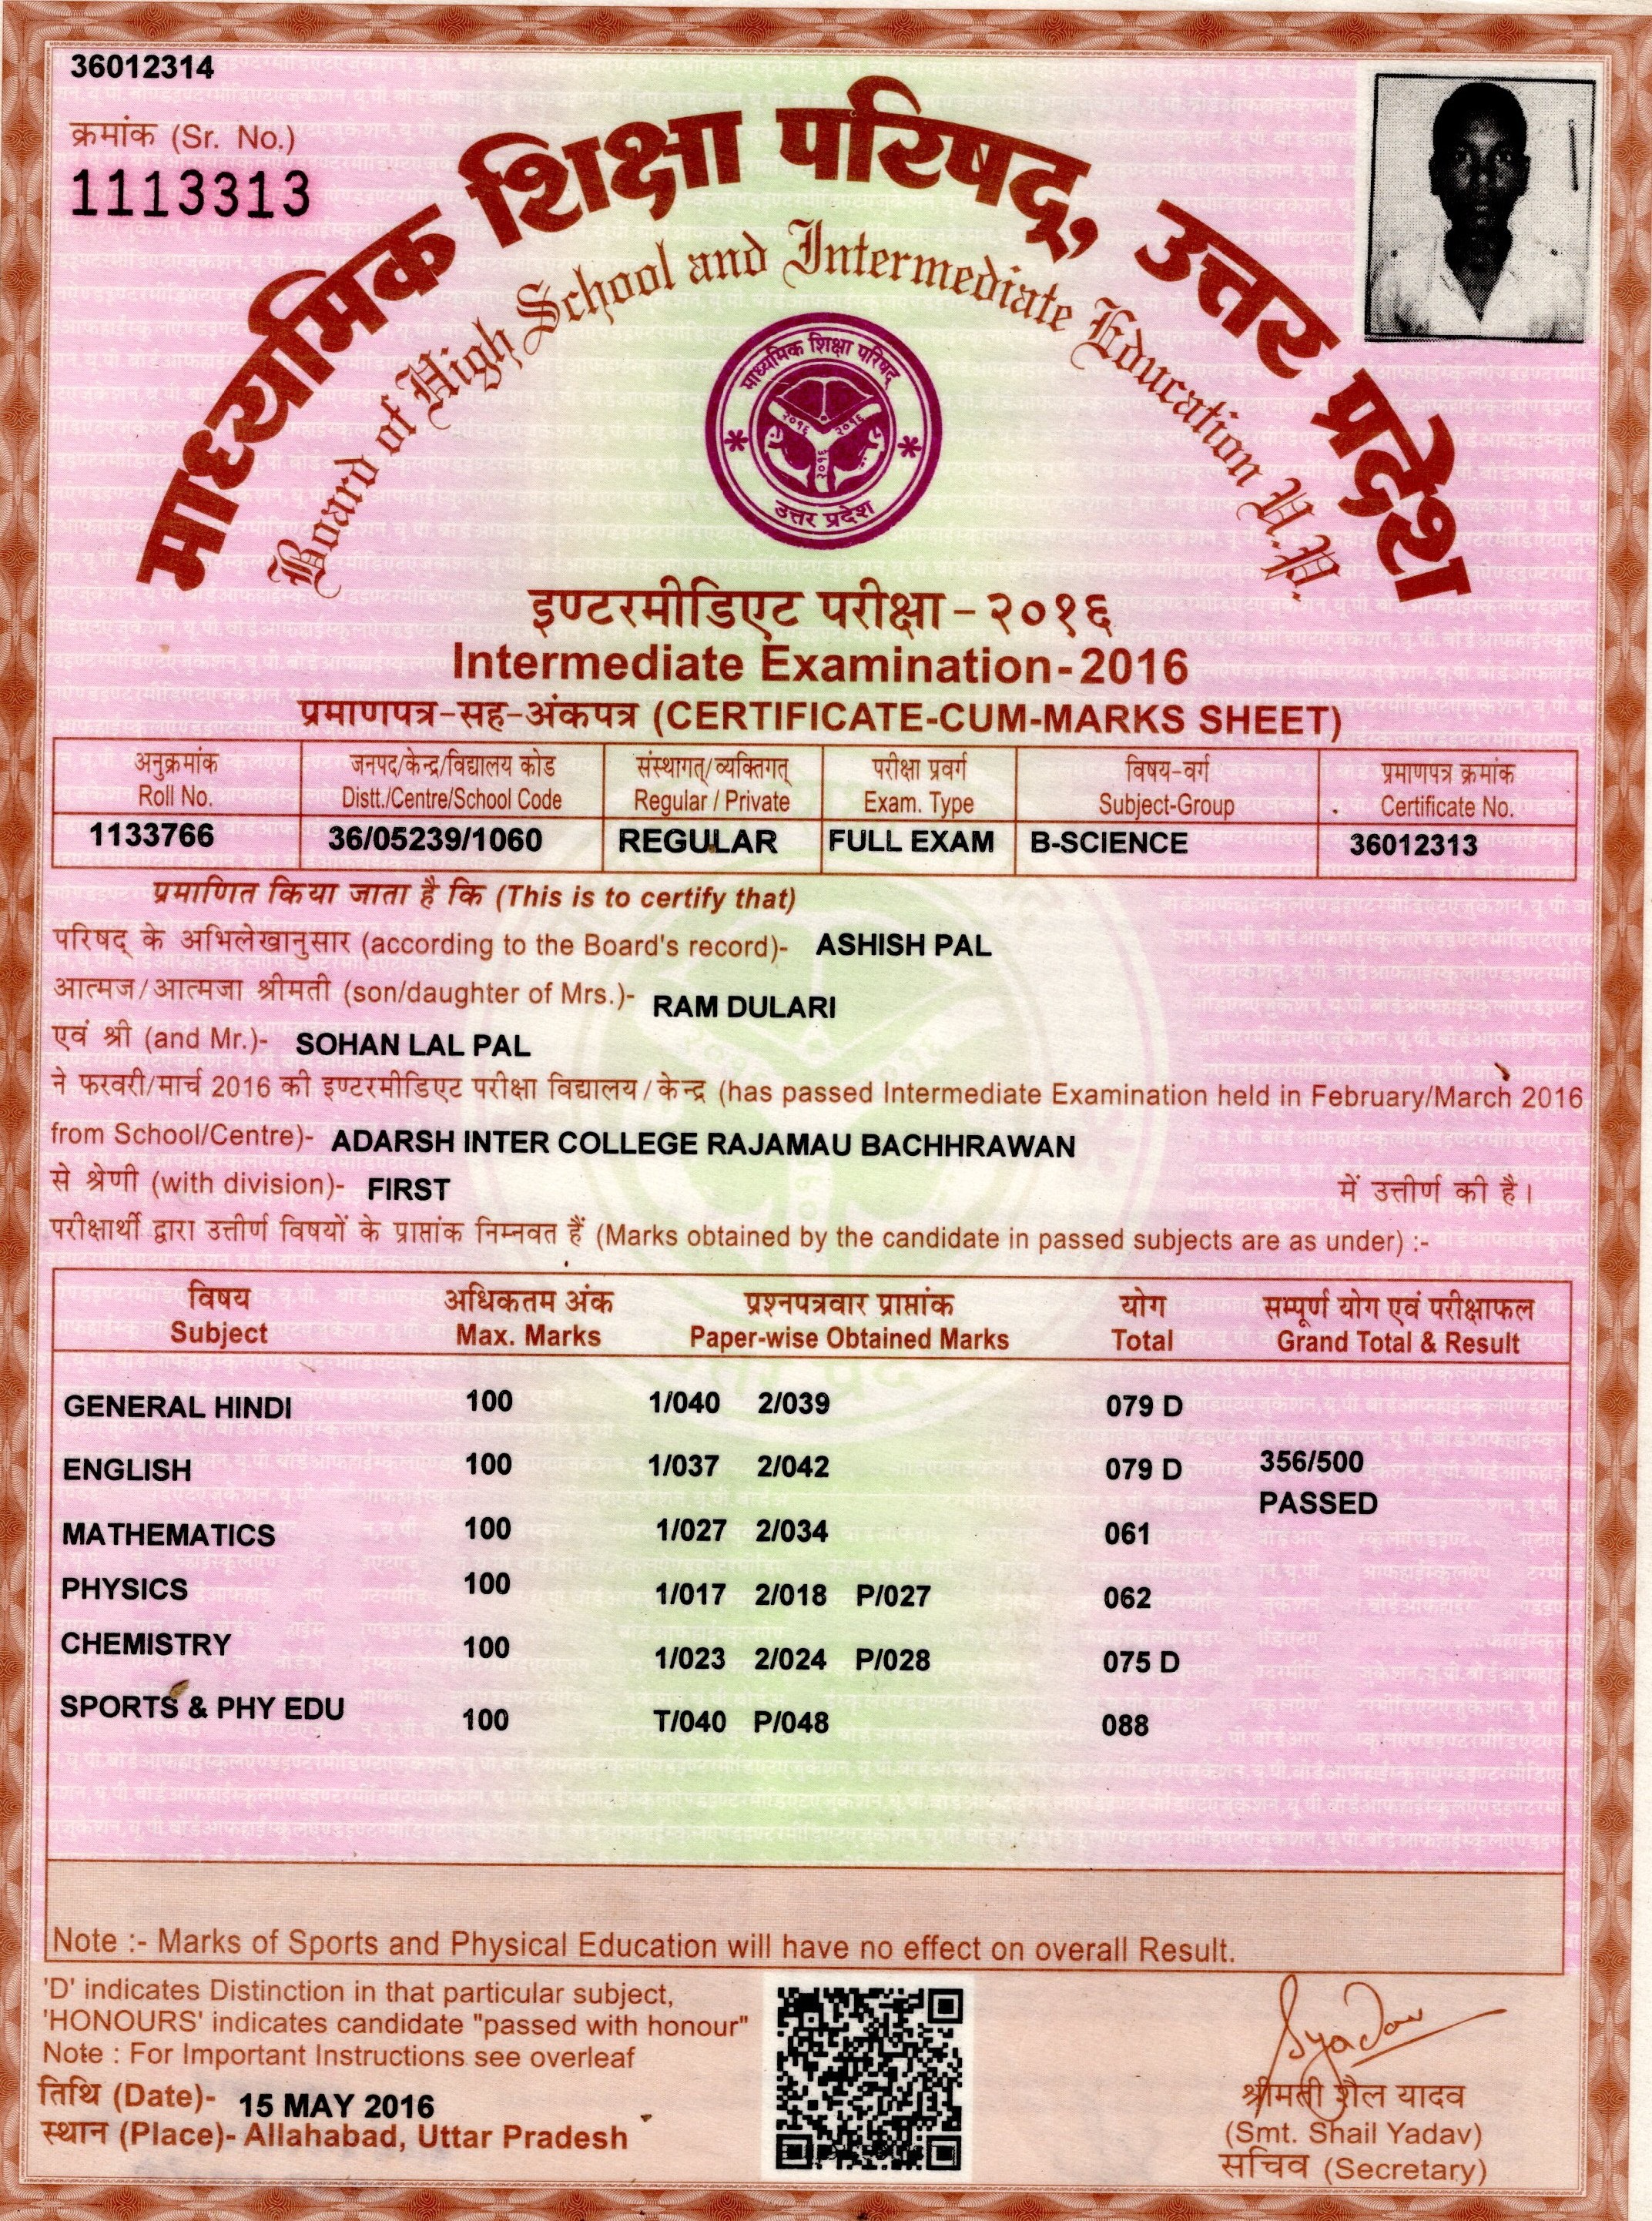 36012314
क्रमांक (Sr. No.)
1113313
माध्यमिक शिक्षा परिषद्, उत्तर प्रदेश
Board of High School and Intermediate Education U.P.
माध्यमिक शिक्षा परिषद्
२०१६ २०१६
२०१६
उत्तर प्रदेश
इण्टरमीडिएट परीक्षा - २०१६
Intermediate Examination-2016
प्रमाणपत्र-सह-अंकपत्र (CERTIFICATE-CUM-MARKS SHEET)
अनुक्रमांक जनपद/केन्द्र/विद्यालय कोड संस्थागत्/व्यक्तिगत् परीक्षा प्रवर्ग विषय-वर्ग प्रमाणपत्र क्रमांक
Roll No. Distt./Centre/School Code Regular / Private Exam. Type Subject-Group Certificate No.
1133766 36/05239/1060 REGULAR FULL EXAM B-SCIENCE 36012313
प्रमाणित किया जाता है कि (This is to certify that)
परिषद् के अभिलेखानुसार (according to the Board's record)- ASHISH PAL
आत्मज/आत्मजा श्रीमती (son/daughter of Mrs.)- RAM DULARI
एवं श्री (and Mr.)- SOHAN LAL PAL
ने फरवरी/मार्च 2016 की इण्टरमीडिएट परीक्षा विद्यालय/केन्द्र (has passed Intermediate Examination held in February/March 2016
from School/Centre)- ADARSH INTER COLLEGE RAJAMAU BACHHRAWAN
से श्रेणी (with division)- FIRST में उत्तीर्ण की है।
परीक्षार्थी द्वारा उत्तीर्ण विषयों के प्राप्तांक निम्नवत हैं (Marks obtained by the candidate in passed subjects are as under) :-
विषय अधिकतम अंक प्रश्नपत्रवार प्राप्तांक योग सम्पूर्ण योग एवं परीक्षाफल
Subject Max. Marks Paper-wise Obtained Marks Total Grand Total & Result
GENERAL HINDI 100 1/040 2/039 079 D
ENGLISH 100 1/037 2/042 079 D 356/500
PASSED
MATHEMATICS 100 1/027 2/034 061
PHYSICS 100 1/017 2/018 P/027 062
CHEMISTRY 100 1/023 2/024 P/028 075 D
SPORTS & PHY EDU 100 T/040 P/048 088
Note :- Marks of Sports and Physical Education will have no effect on overall Result.
'D' indicates Distinction in that particular subject,
'HONOURS' indicates candidate "passed with honour"
Note : For Important Instructions see overleaf
तिथि (Date)- 15 MAY 2016
स्थान (Place)- Allahabad, Uttar Pradesh
Syadav
श्रीमती शैल यादव
(Smt. Shail Yadav)
सचिव (Secretary)